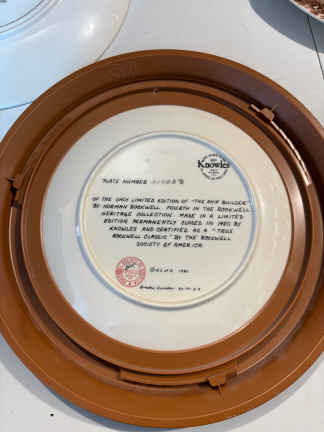 Knowles
PLATE NUMBER
OF THE ONLY LIMITED EDITION OF "THE SHIP BUILDER"
BY NORMAN ROCKWELL. FOURTH IN THE ROCKWELL
HERITAGE COLLECTION. MADE IN A LIMITED
EDITION PERMANENTLY CLOSED IN 1980 BY
KNOWLES AND CERTIFIED AS A "TRUE
ROCKWELL CLASSIC" BY THE ROCKWELL
SOCIETY OF AMERICA.
1980